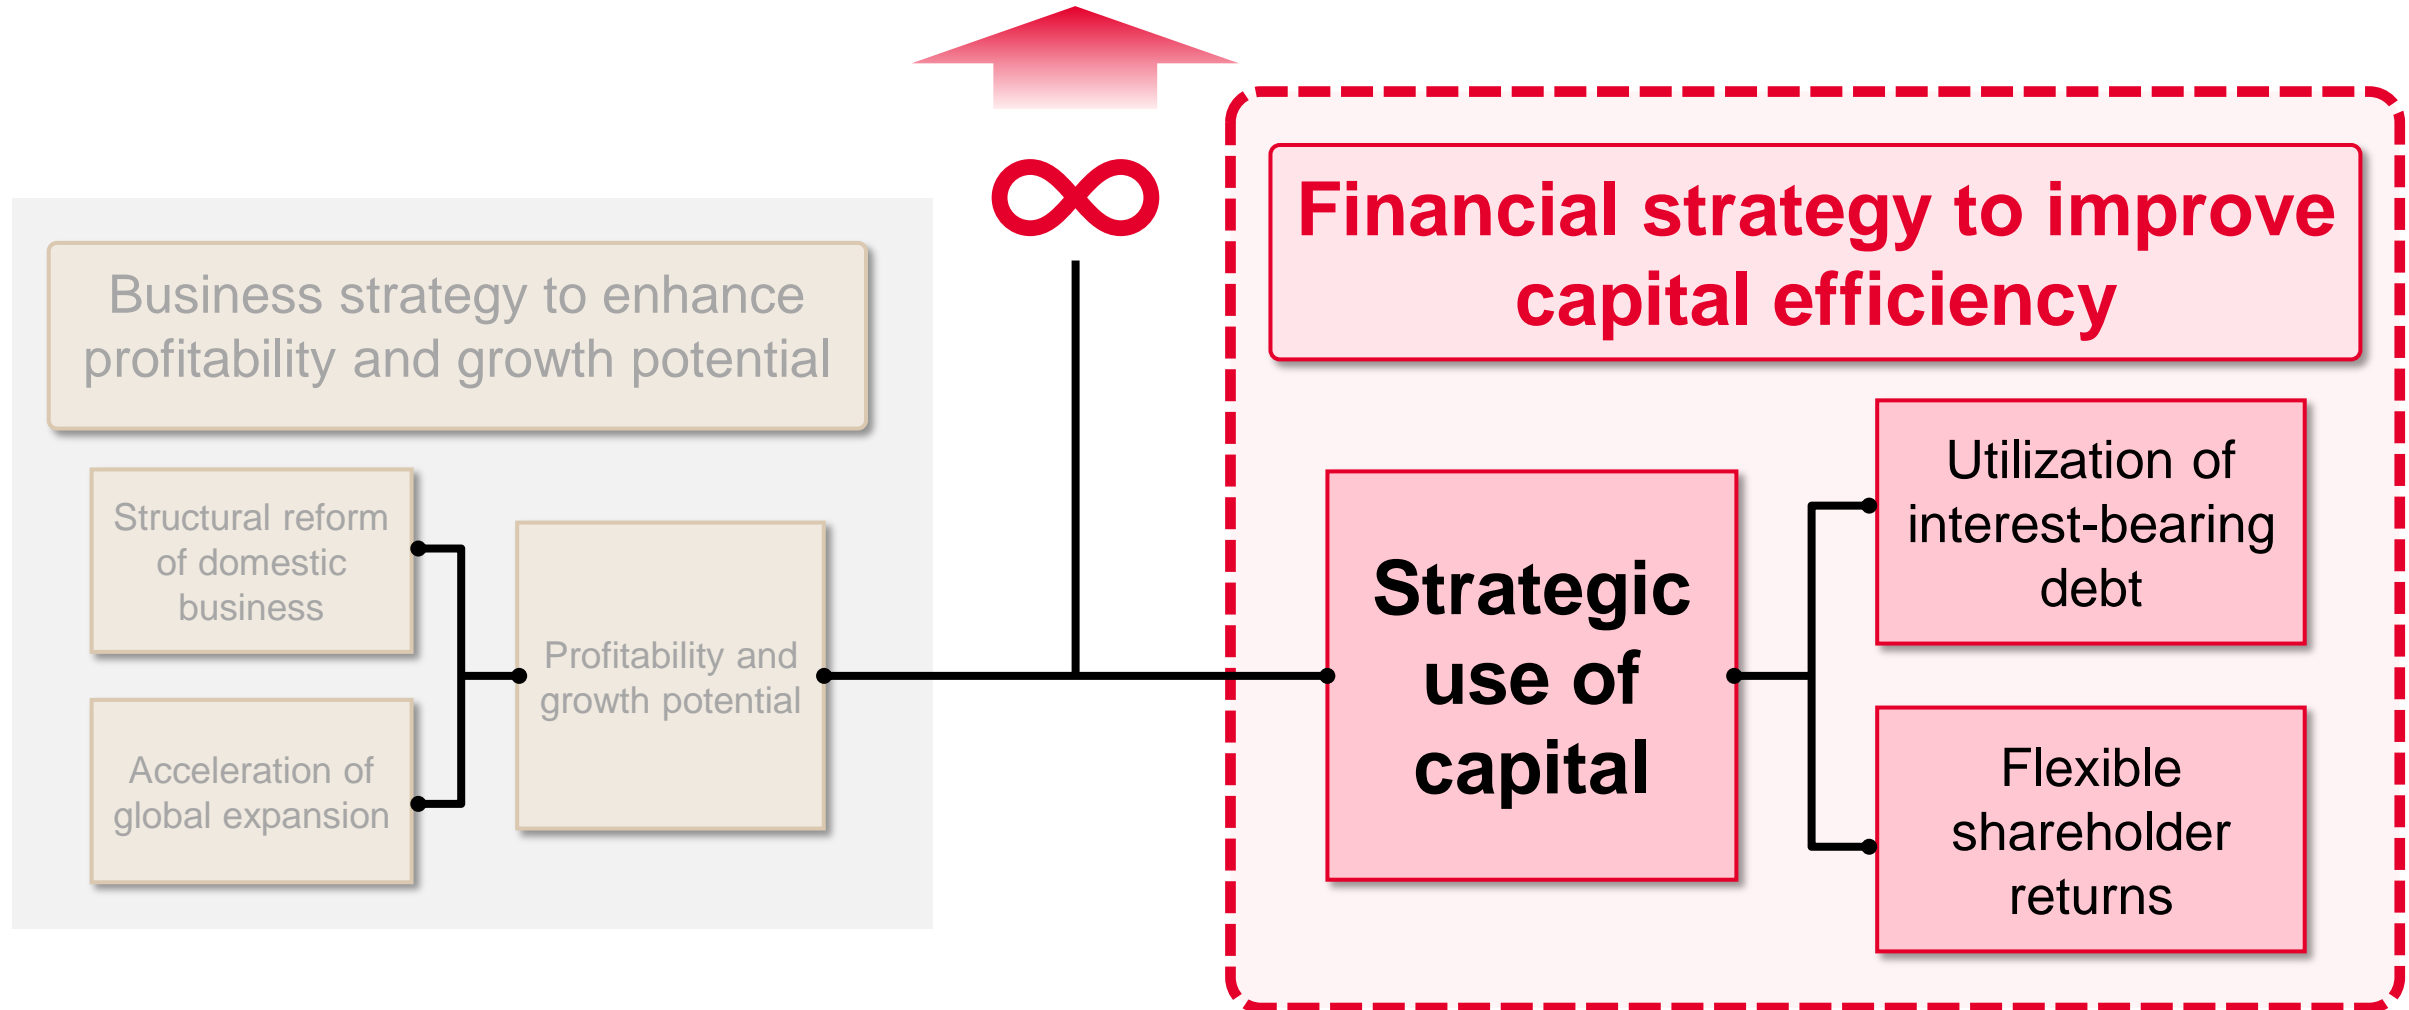 Business strategy to enhance
profitability and growth potential
Structural reform
of domestic
business
Acceleration of
global expansion
Profitability and
growth potential
∞
Financial strategy to improve
capital efficiency
Strategic
use of
capital
Utilization of
interest-bearing
debt
Flexible
shareholder
returns